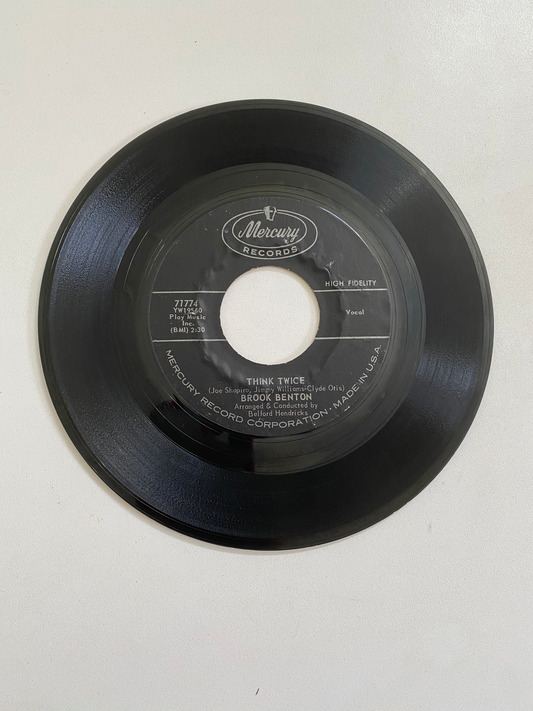 Mercury
RECORDS
HIGH FIDELITY
71774
YW19560
Play Music
Inc.
(BMI) 2:30
Vocal
THINK TWICE
(Joe Shapiro, Jimmy Williams-Clyde Otis)
BROOK BENTON
Arranged & Conducted by
Belford Hendricks
MERCURY RECORD CORPORATION · MADE IN U.S.A.